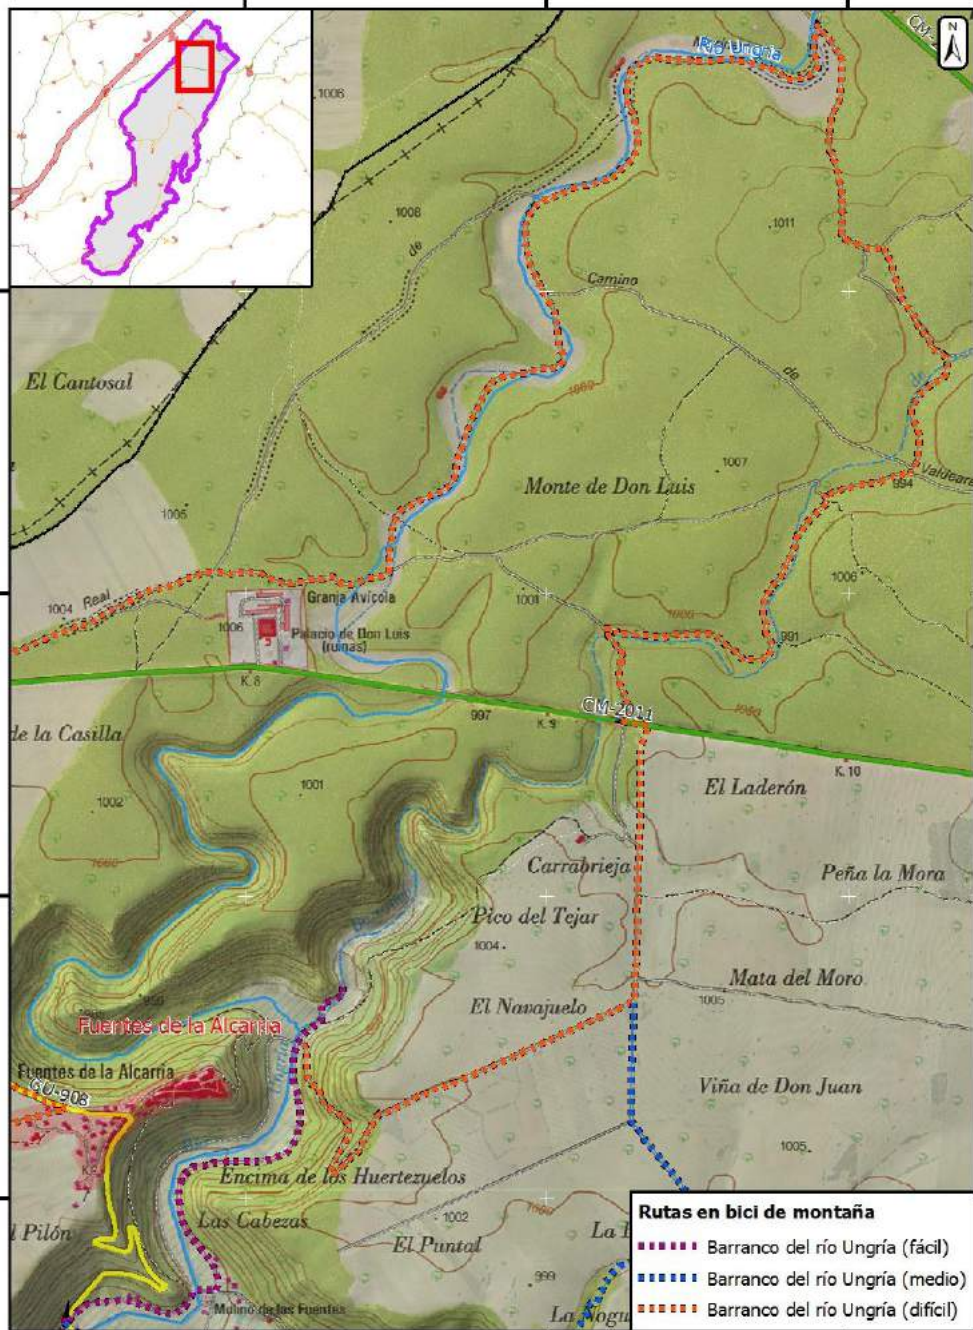 N
Río Ungría
1006
1008
de
1011
Camino
El Cantosal
1000
de
1007
Monte de Don Luis
de
Valdeare
994
1005
1004
Real
Granja Avícola
1006
Palacio de Don Luis
(ruinas)
1001
1006
991
K. 8
997
K. 9
CM-2011
K. 10
de la Casilla
1002
1001
El Laderón
Carrabrieja
Peña la Mora
Pico del Tejar
1004
Mata del Moro
1005
El Navajuelo
Fuentes de la Alcarria
Fuentes de la Alcarria
GU-903
Viña de Don Juan
1005
Encima de los Huertezuelos
Las Cabezas
l Pilón
1002
El Puntal
999
Molino de las Fuentes
Rutas en bici de montaña
Barranco del río Ungría (fácil)
Barranco del río Ungría (medio)
Barranco del río Ungría (difícil)